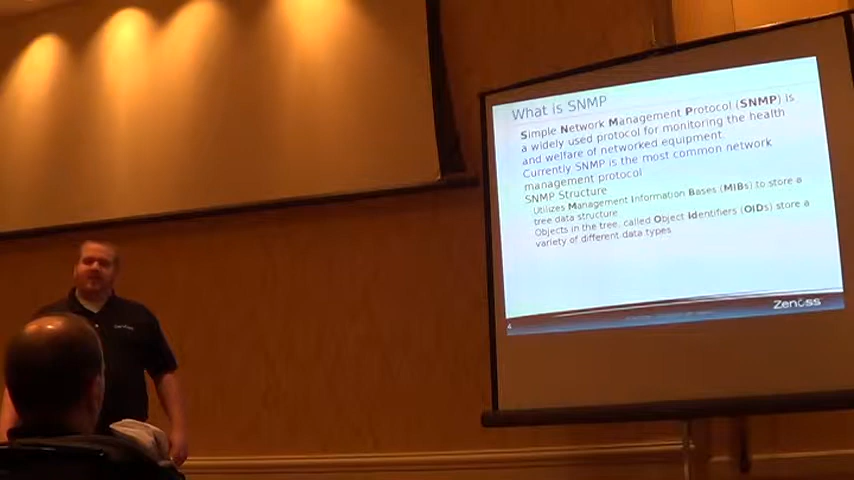 What is SNMP
Simple Network Management Protocol (SNMP) is
a widely used protocol for monitoring the health
and welfare of networked equipment.
Currently SNMP is the most common network
management protocol
SNMP Structure
Utilizes Management Information Bases (MIBs) to store a
tree data structure
Objects in the tree, called Object Identifiers (OIDs) store a
variety of different data types
4
Zenoss